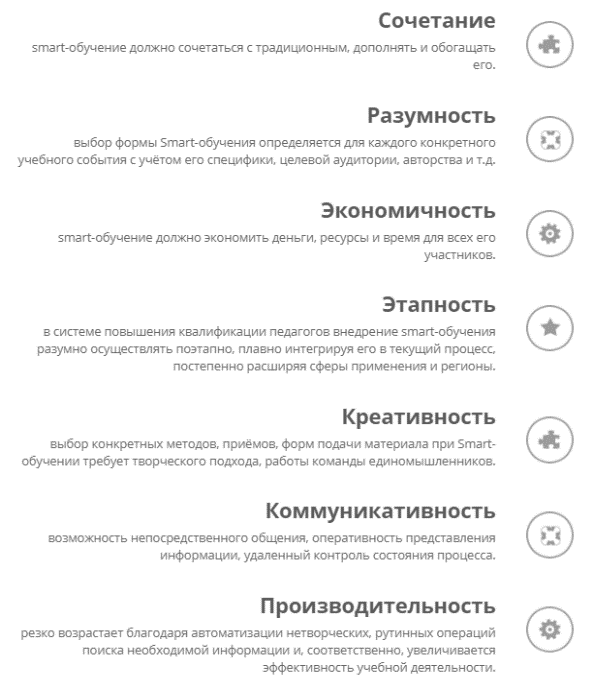 Сочетание
smart-обучение должно сочетаться с традиционным, дополнять и обогащать
его.
Разумность
выбор формы Smart-обучения определяется для каждого конкретного
учебного события с учётом его специфики, целевой аудитории, авторства и т.д.
Экономичность
smart-обучение должно экономить деньги, ресурсы и время для всех его
участников.
Этапность
в системе повышения квалификации педагогов внедрение smart-обучения
разумно осуществлять поэтапно, плавно интегрируя его в текущий процесс,
постепенно расширяя сферы применения и регионы.
Креативность
выбор конкретных методов, приёмов, форм подачи материала при Smart-
обучении требует творческого подхода, работы команды единомышленников.
Коммуникативность
возможность непосредственного общения, оперативность представления
информации, удаленный контроль состояния процесса.
Производительность
резко возрастает благодаря автоматизации нетворческих, рутинных операций
поиска необходимой информации и, соответственно, увеличивается
эффективность учебной деятельности.